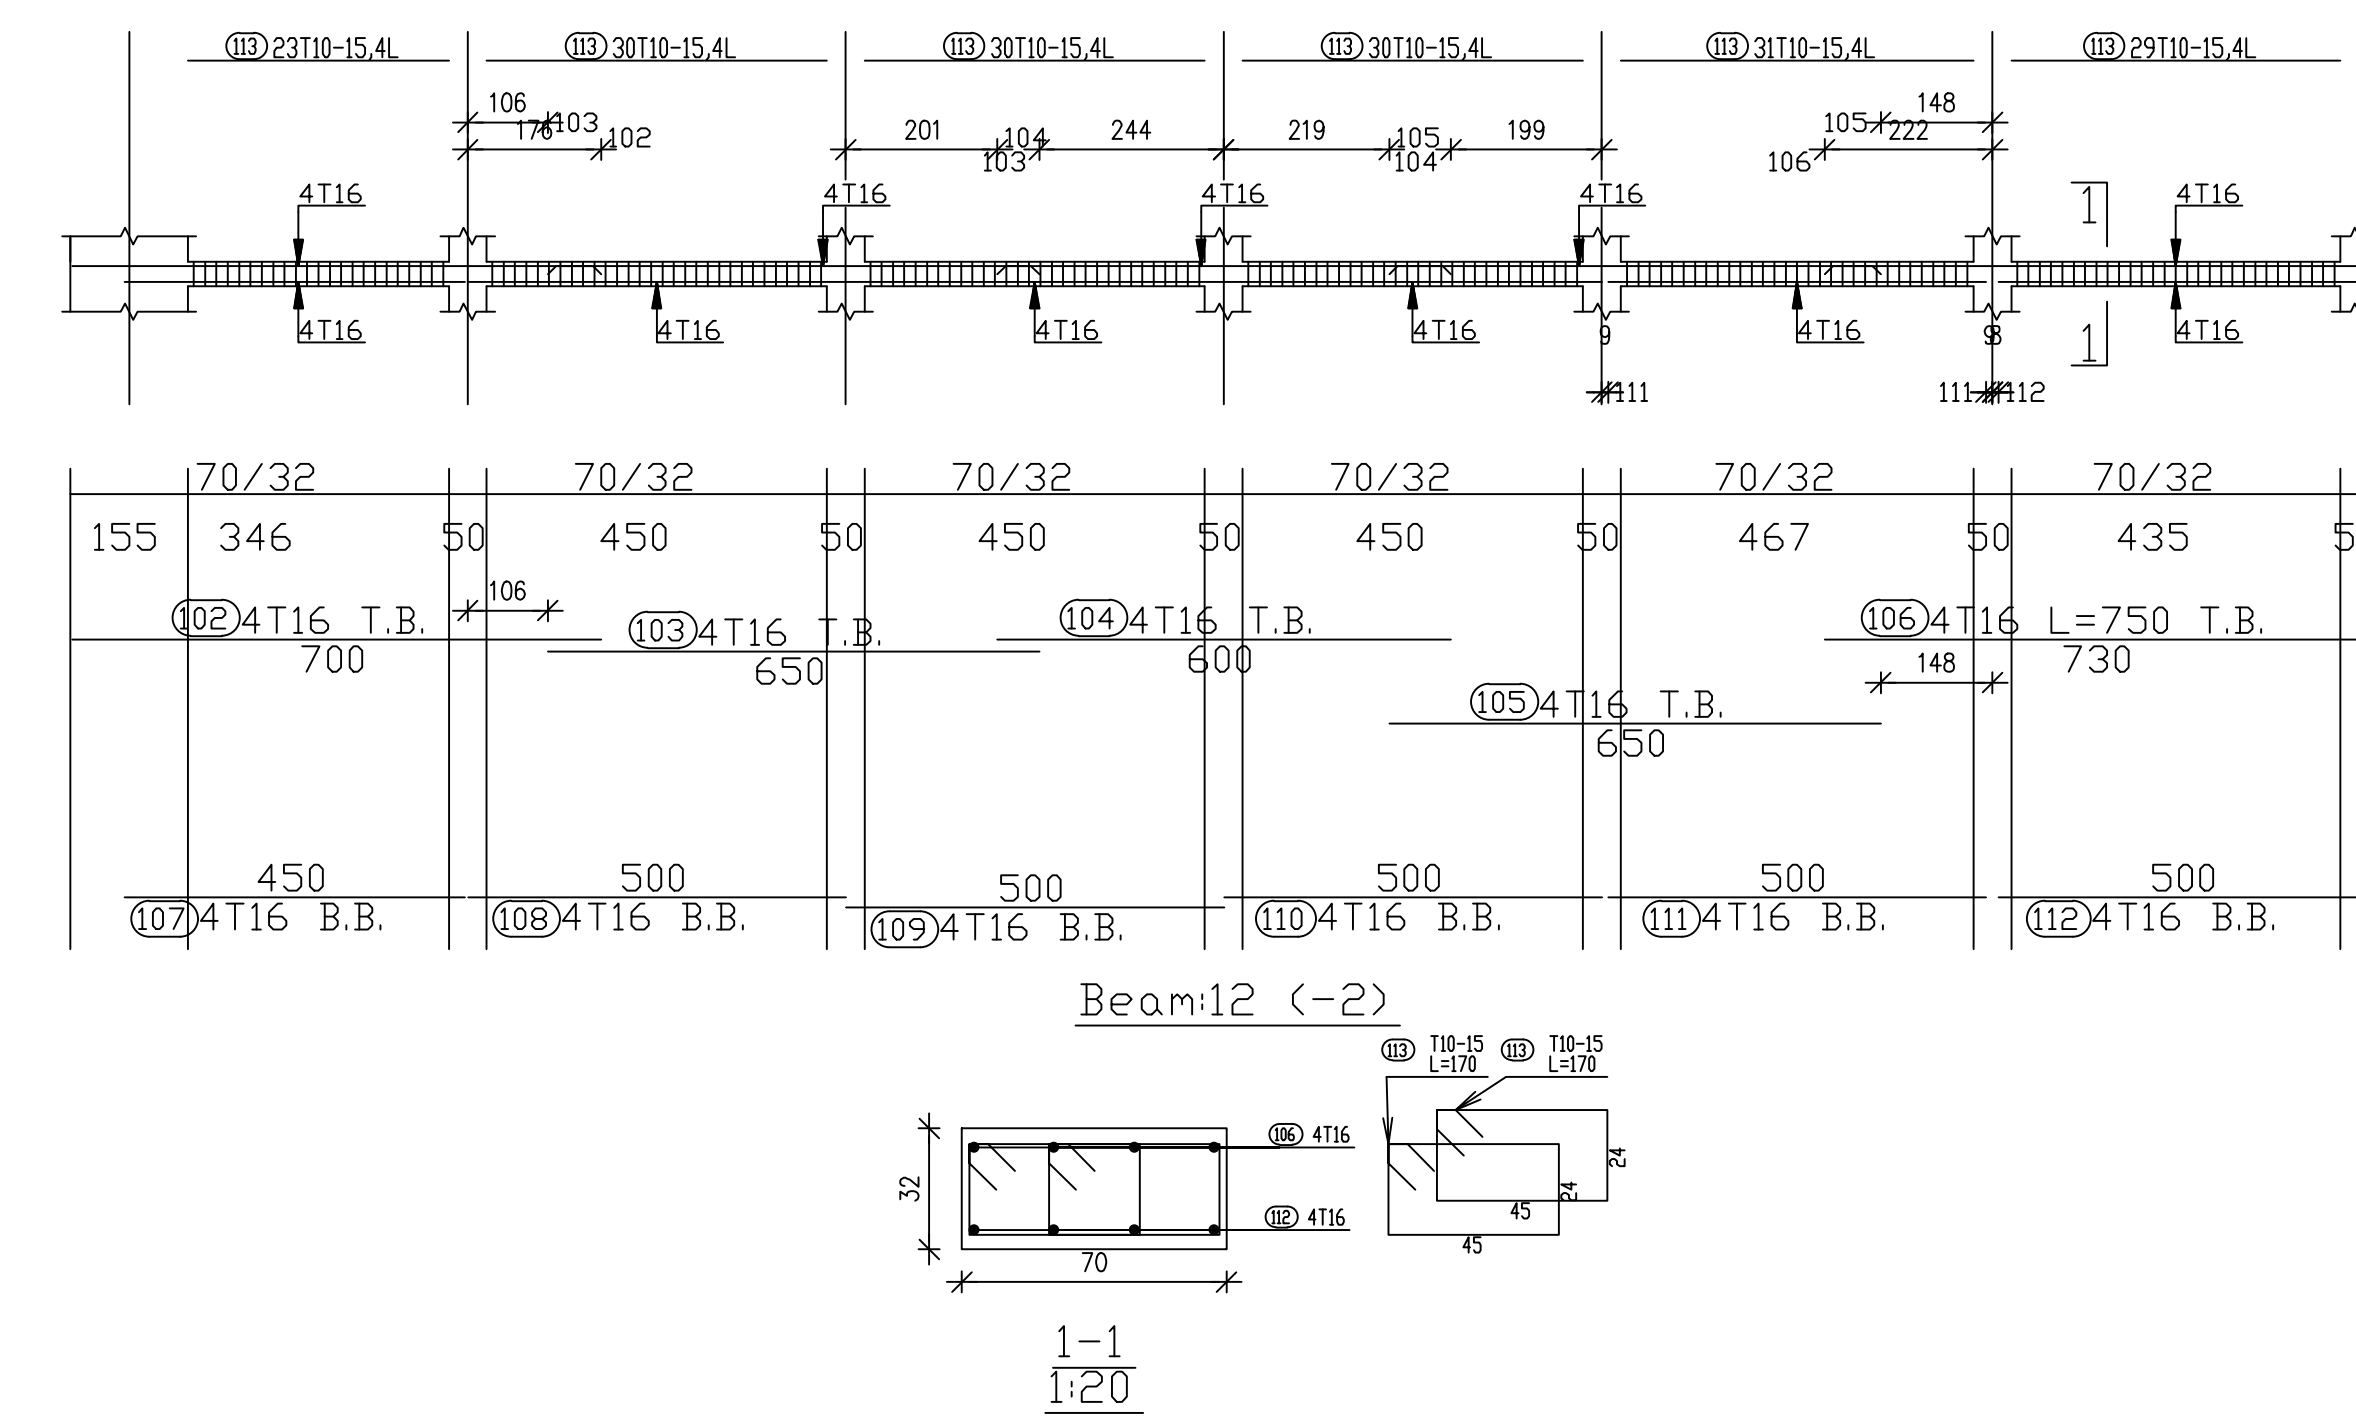 113 23T10-15,4L 113 30T10-15,4L 113 30T10-15,4L 113 30T10-15,4L 113 31T10-15,4L 113 29T10-15,4L
106 148
103 105
176 102 201 104 244 219 105 199 222
103 104 106
4T16 4T16 4T16 4T16 1 4T16
4T16 4T16 4T16 4T16 9 4T16 9 8 1 4T16
111 111 112
70/32 70/32 70/32 70/32 70/32 70/32
155 346 50 450 50 450 50 450 50 467 50 435 5
106
102 4T16 T.B. 103 4T16 T.B. 104 4T16 T.B. 106 4T16 L=750 T.B.
700 650 600 148 730
105 4T16 T.B.
650
450 500 500 500 500 500
107 4T16 B.B. 108 4T16 B.B. 109 4T16 B.B. 110 4T16 B.B. 111 4T16 B.B. 112 4T16 B.B.
Beam:12 (-2)
113 T10-15 113 T10-15
L=170 L=170
106 4T16
24
32 24
112 4T16 45
45
70
1-1
1:20